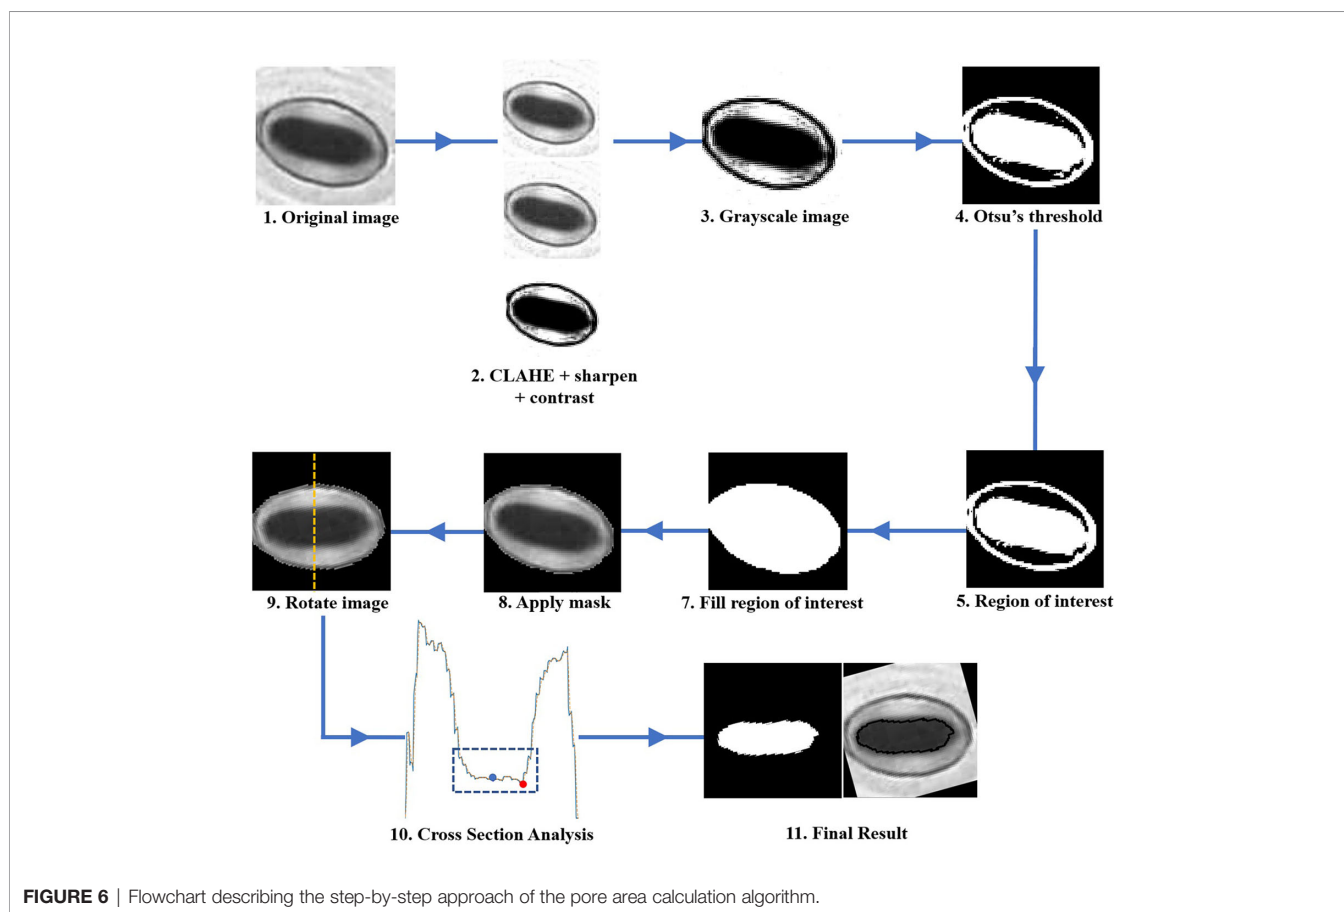 1. Original image
2. CLAHE + sharpen
+ contrast
3. Grayscale image
4. Otsu's threshold
5. Region of interest
7. Fill region of interest
8. Apply mask
9. Rotate image
10. Cross Section Analysis
11. Final Result
FIGURE 6 | Flowchart describing the step-by-step approach of the pore area calculation algorithm.